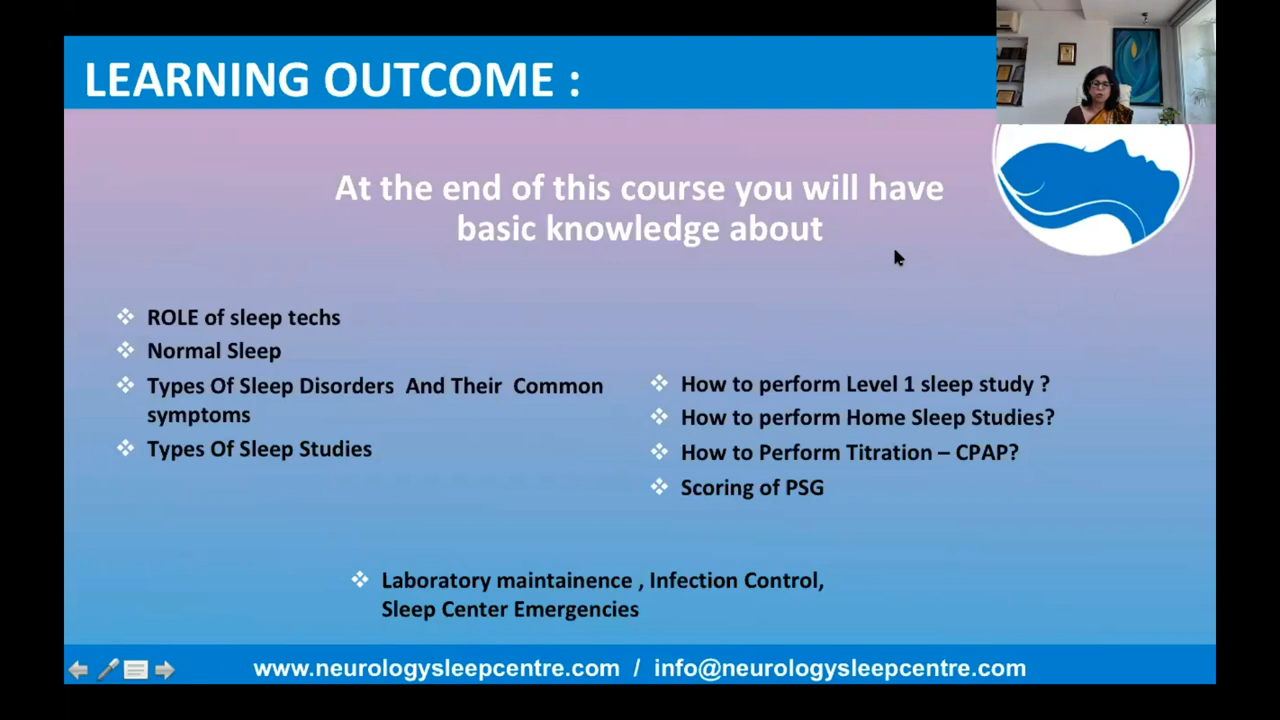 LEARNING OUTCOME :
At the end of this course you will have
basic knowledge about
ROLE of sleep techs
Normal Sleep
Types Of Sleep Disorders And Their Common
symptoms
Types Of Sleep Studies
How to perform Level 1 sleep study ?
How to perform Home Sleep Studies?
How to Perform Titration – CPAP?
Scoring of PSG
Laboratory maintainence , Infection Control,
Sleep Center Emergencies
www.neurologysleepcentre.com / info@neurologysleepcentre.com